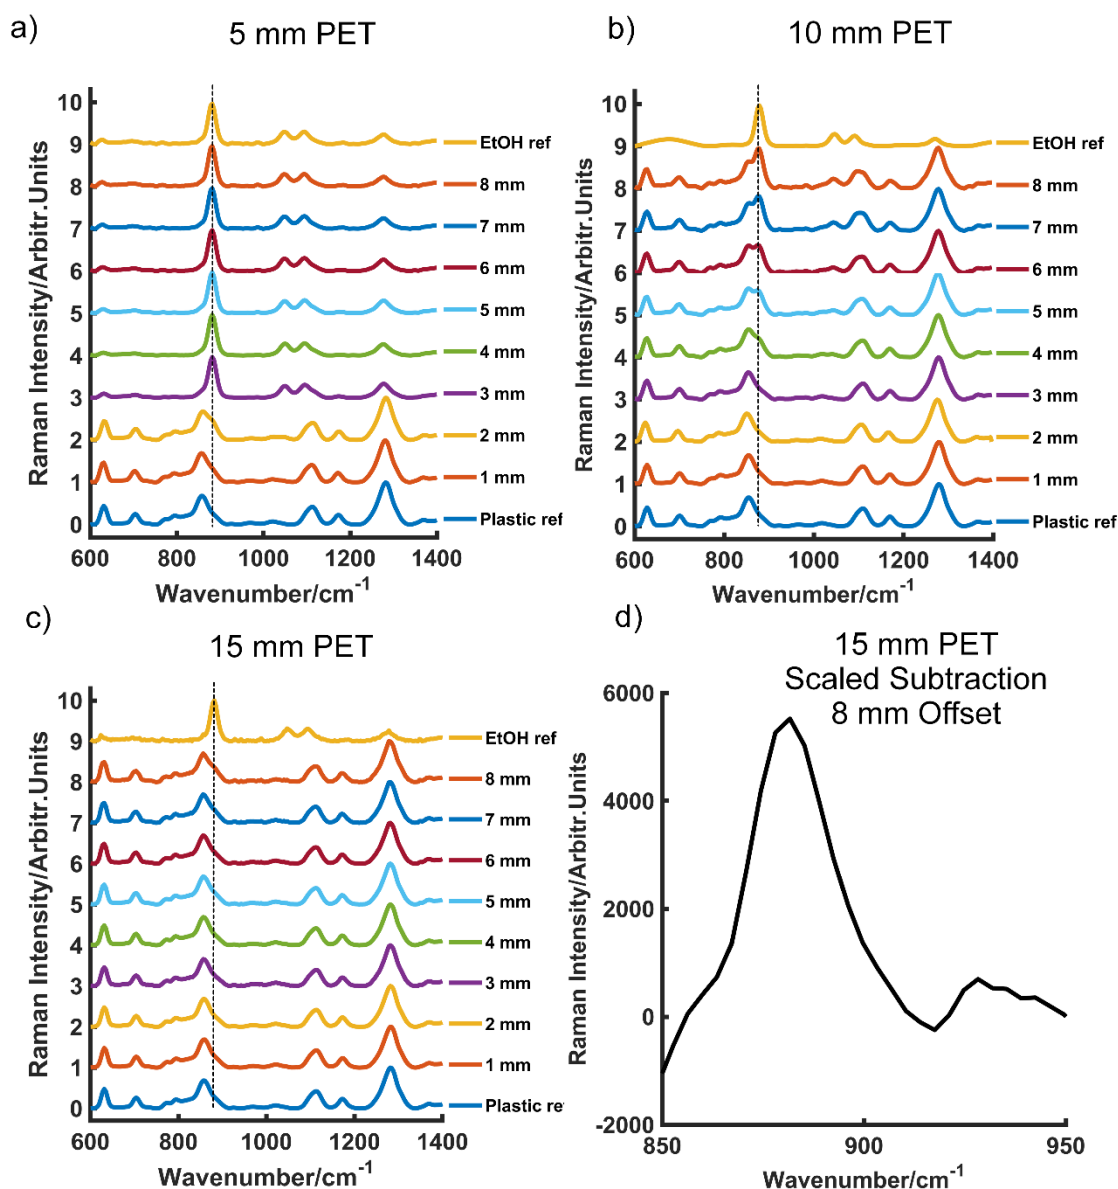 a)
5 mm PET
Raman Intensity/Arbitr.Units
10
9
8
7
6
5
4
3
2
1
0
EtOH ref
8 mm
7 mm
6 mm
5 mm
4 mm
3 mm
2 mm
1 mm
Plastic ref
600 800 1000 1200 1400
Wavenumber/cm-1
b)
10 mm PET
Raman Intensity/Arbitr.Units
10
9
8
7
6
5
4
3
2
1
0
EtOH ref
8 mm
7 mm
6 mm
5 mm
4 mm
3 mm
2 mm
1 mm
Plastic ref
600 800 1000 1200 1400
Wavenumber/cm-1
c)
15 mm PET
Raman Intensity/Arbitr.Units
10
9
8
7
6
5
4
3
2
1
0
EtOH ref
8 mm
7 mm
6 mm
5 mm
4 mm
3 mm
2 mm
1 mm
Plastic ref
600 800 1000 1200 1400
Wavenumber/cm-1
d)
15 mm PET
Scaled Subtraction
8 mm Offset
Raman Intensity/Arbitr.Units
6000
4000
2000
0
-2000
850 900 950
Wavenumber/cm-1